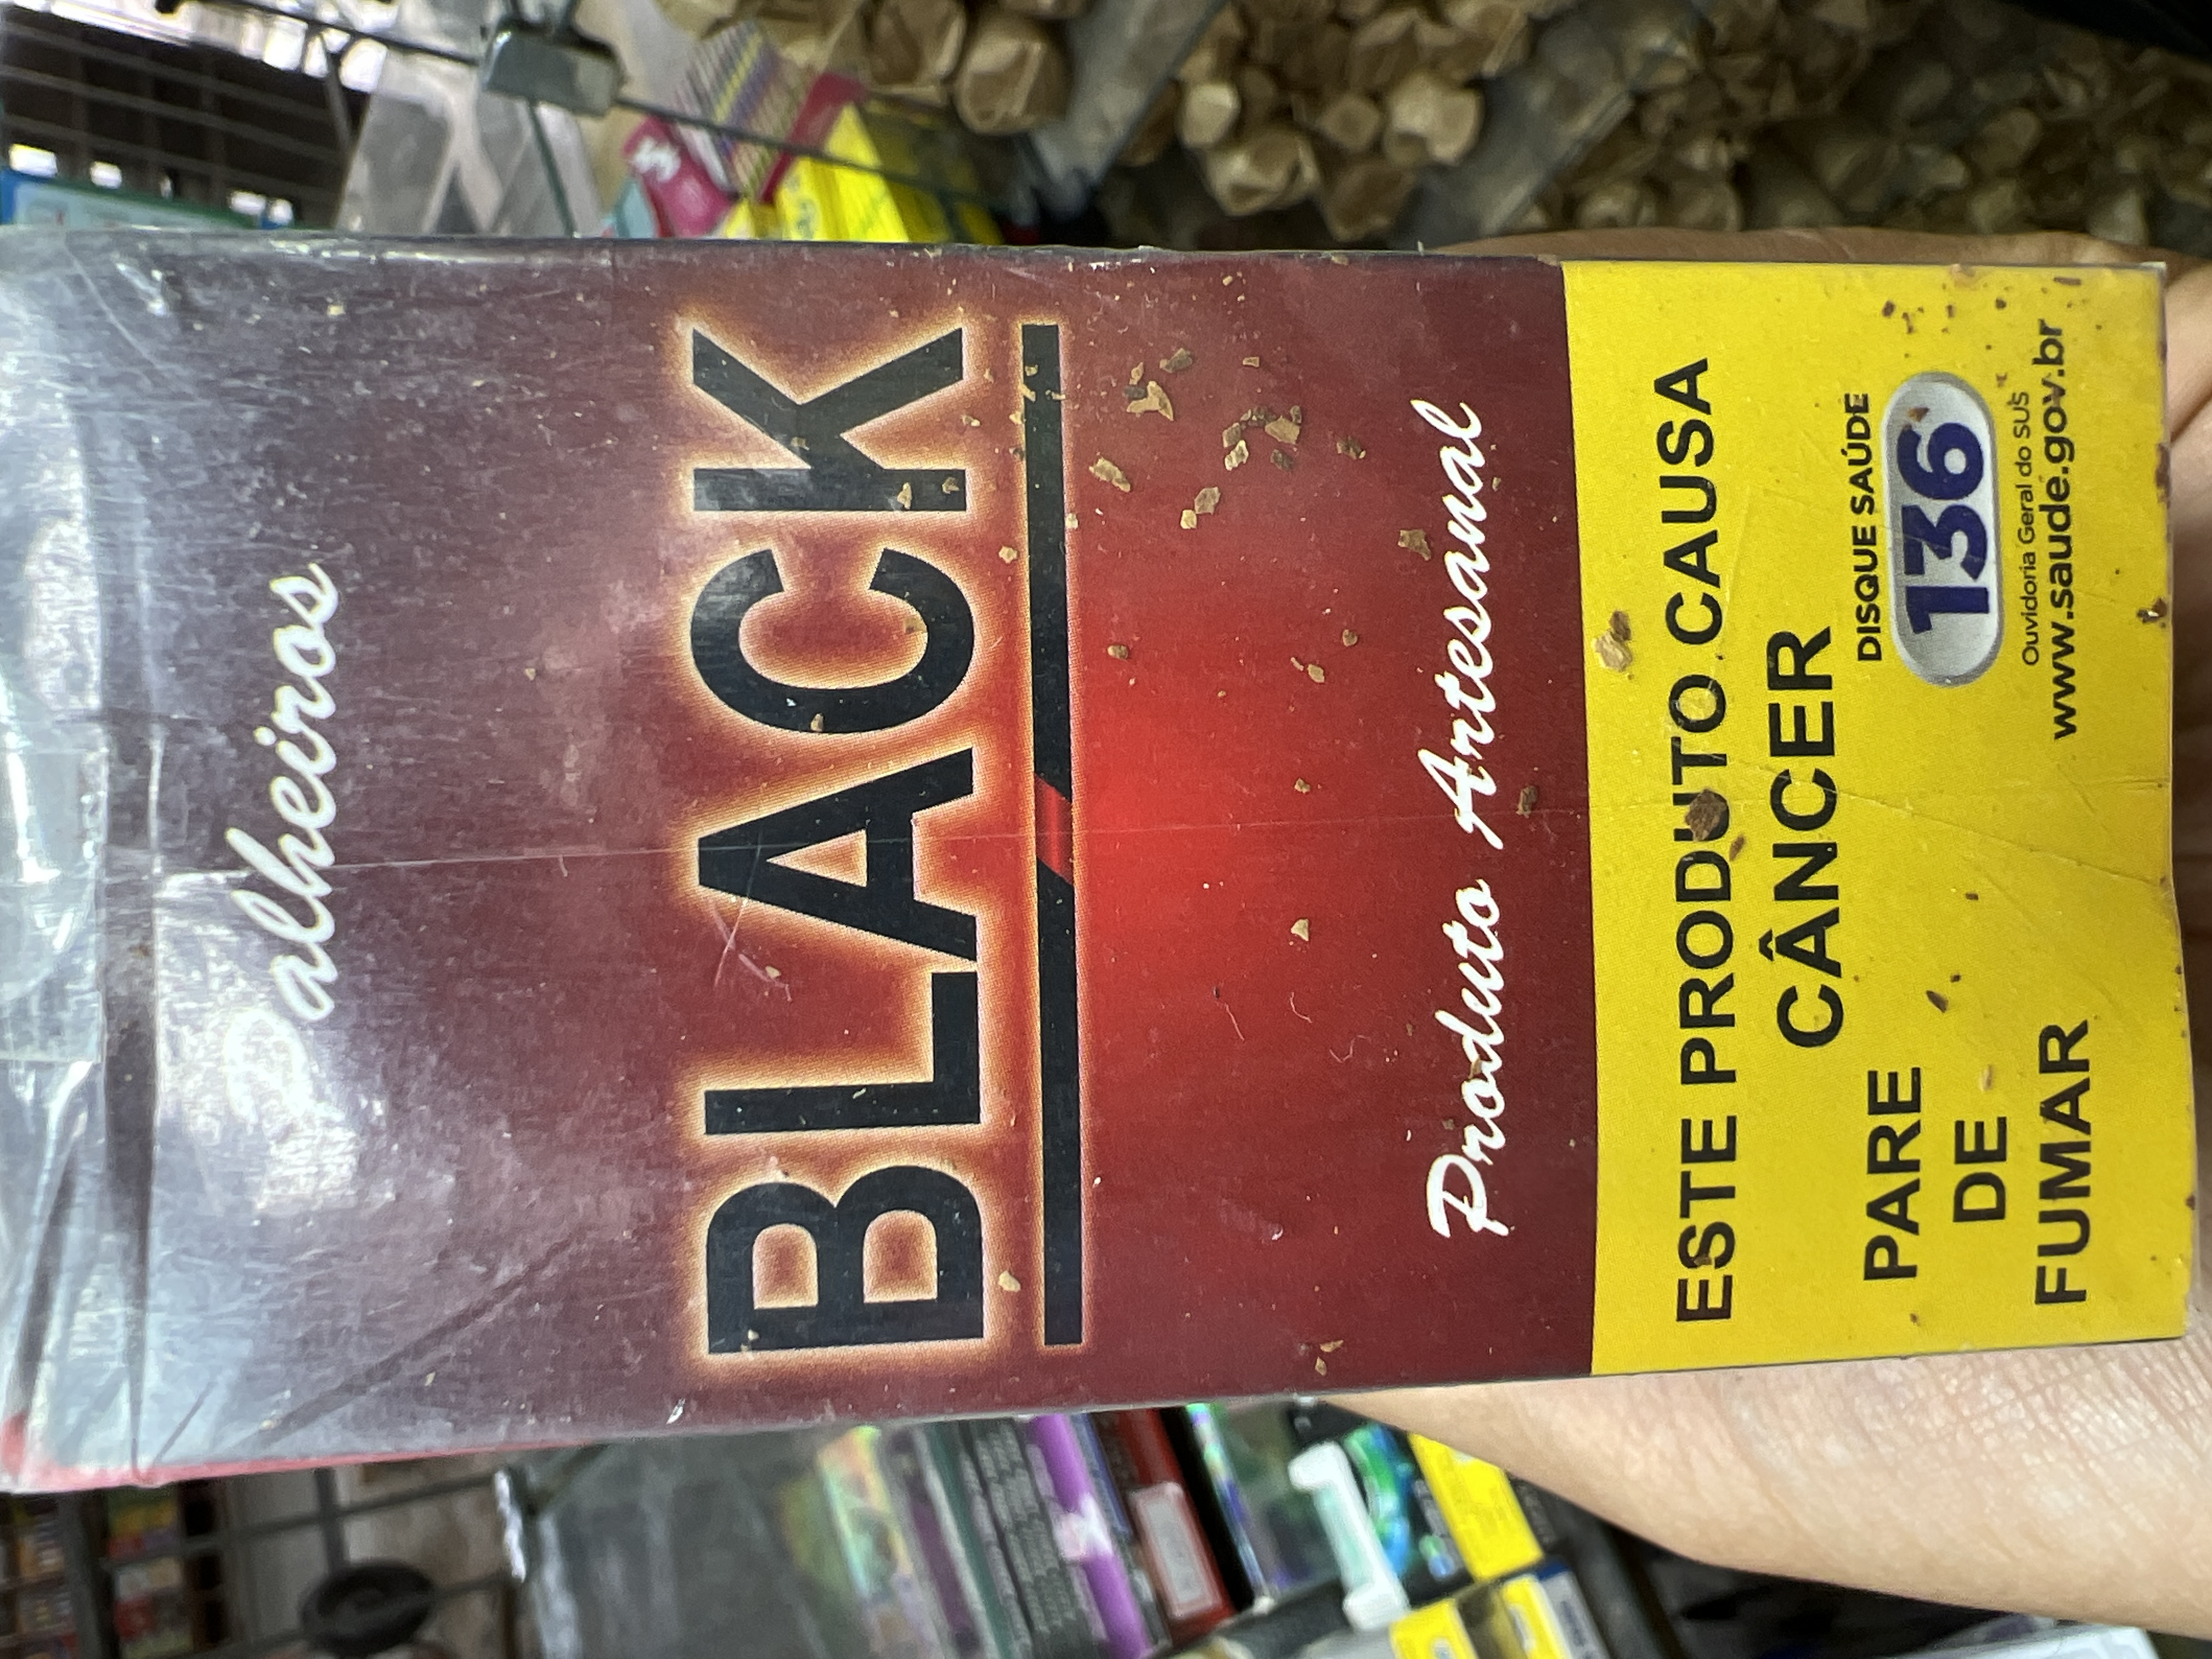 Palheiros
BLACK
Produto Artesanal
ESTE PRODUTO CAUSA
CÂNCER
PARE
DE
FUMAR
DISQUE SAÚDE
136
Ouvidoria Geral do SUS
www.saude.gov.br